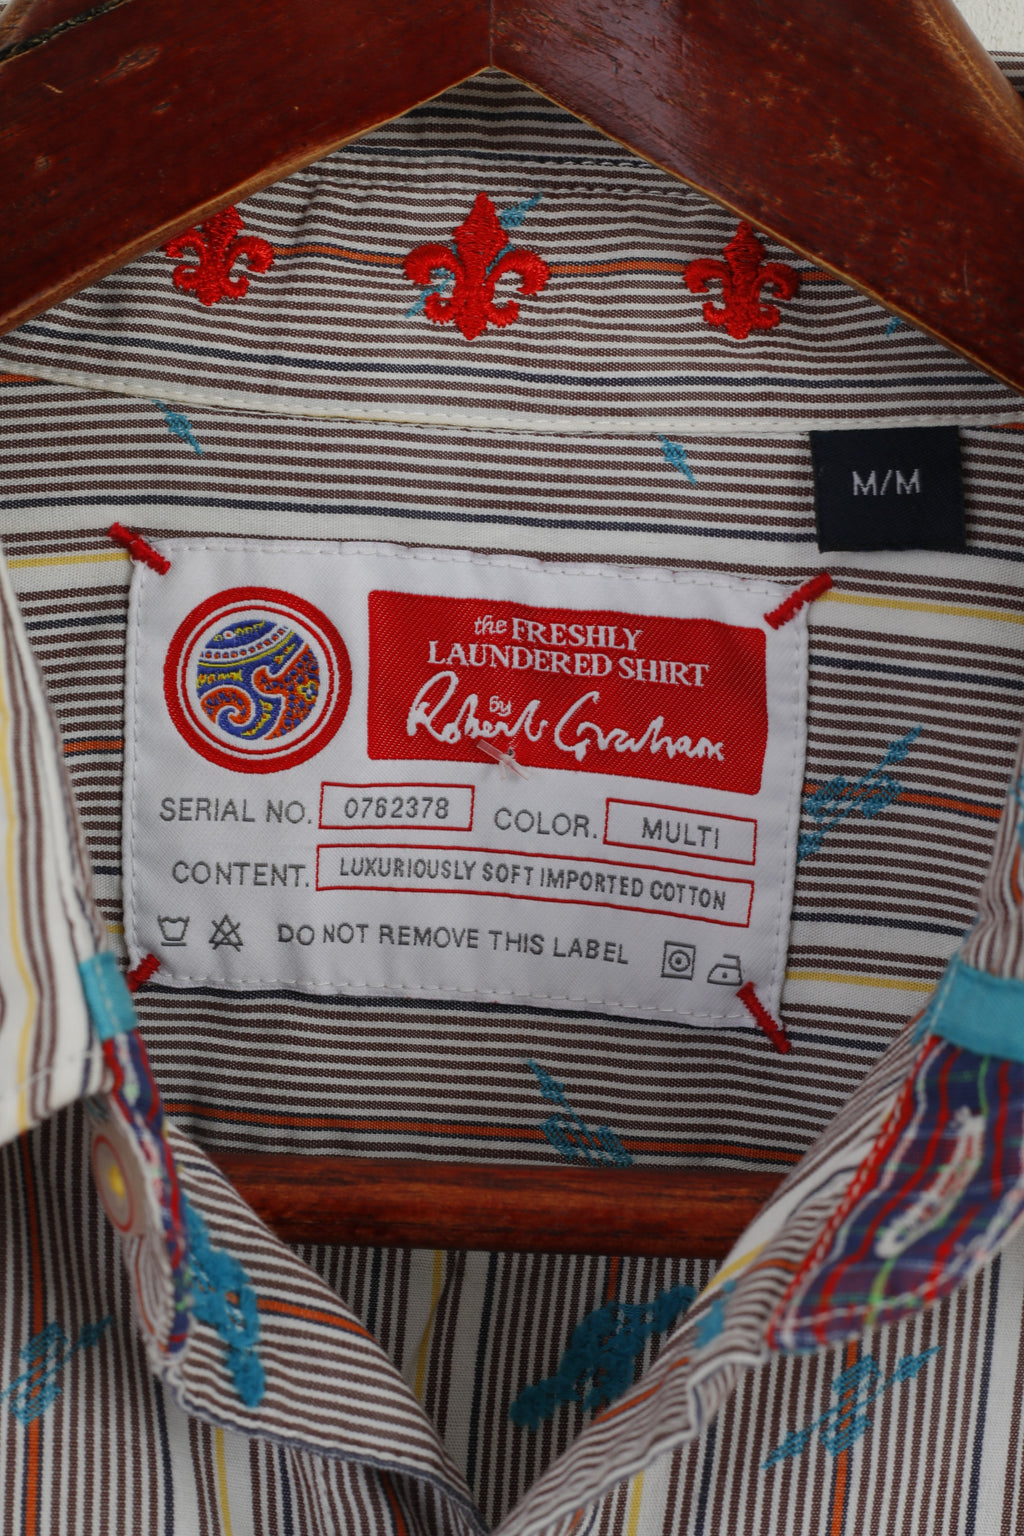 M/M
the FRESHLY
LAUNDERED SHIRT
by
Robert Graham
SERIAL NO. 0762378 COLOR. MULTI
CONTENT. LUXURIOUSLY SOFT IMPORTED COTTON
DO NOT REMOVE THIS LABEL